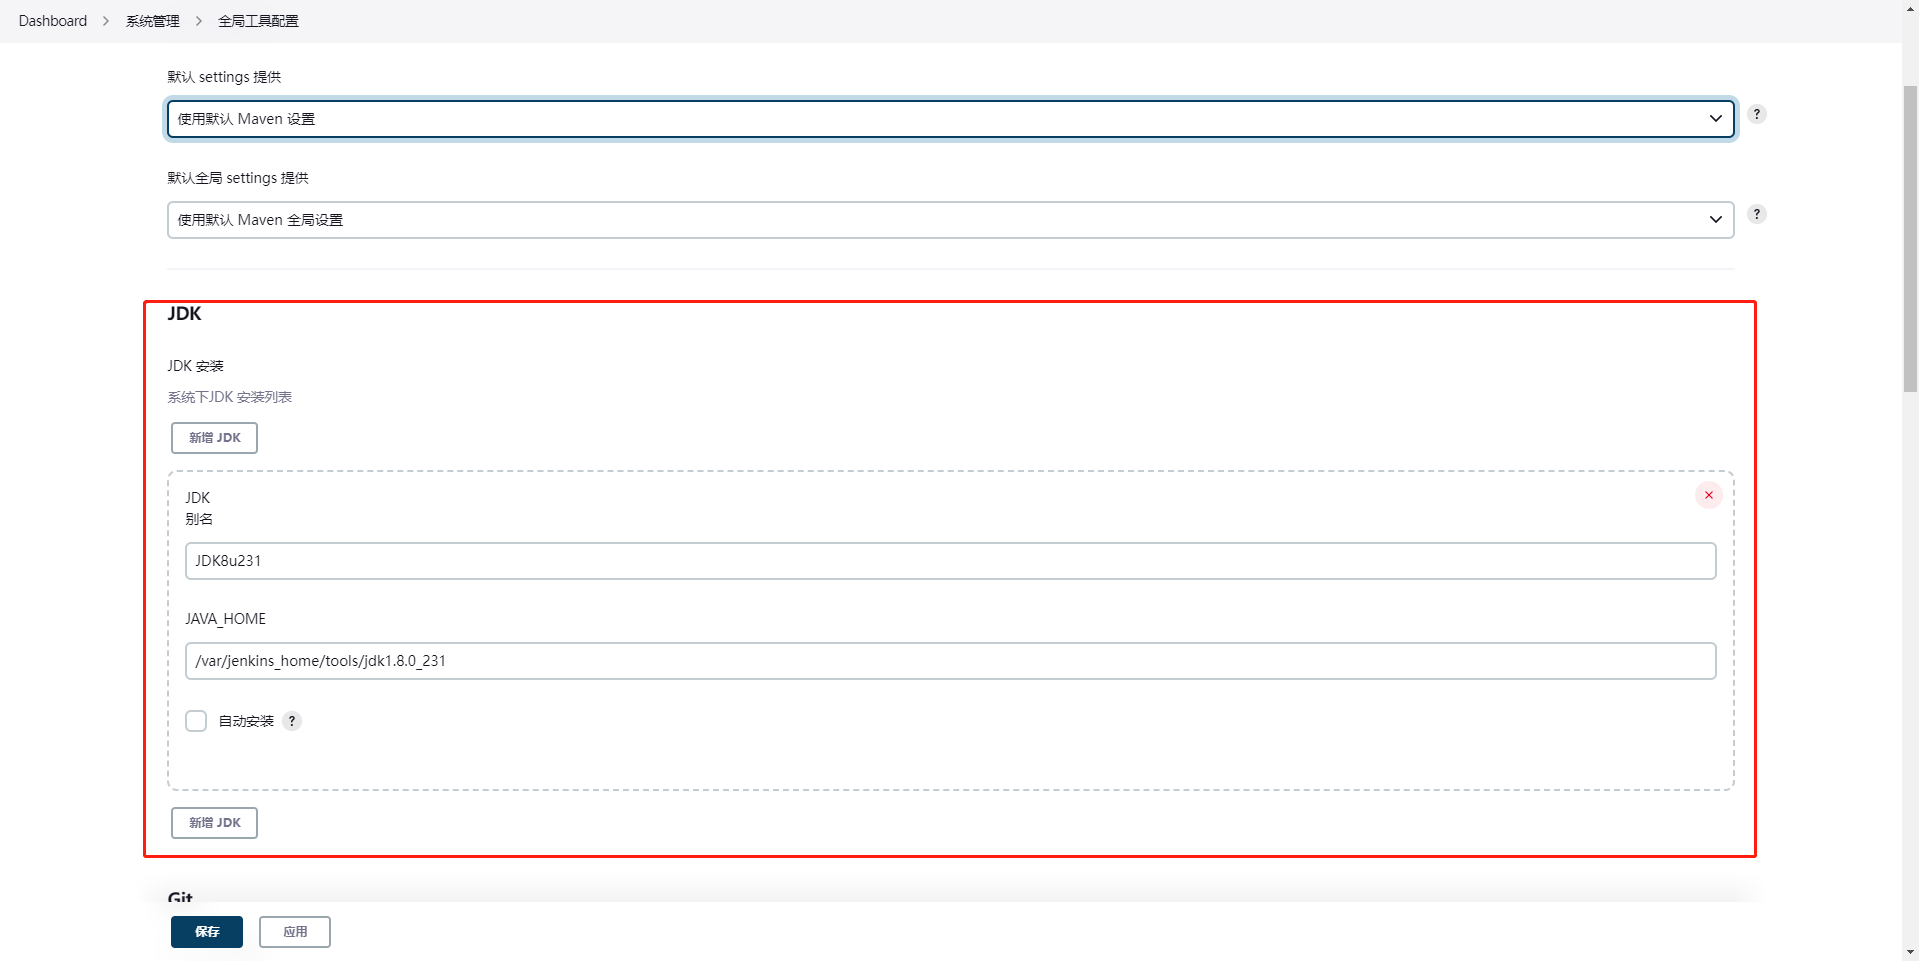 Dashboard > 系统管理 > 全局工具配置
默认 settings 提供
使用默认 Maven 设置
?
默认全局 settings 提供
使用默认 Maven 全局设置
?
JDK
JDK 安装
系统下JDK 安装列表
新增 JDK
JDK
别名
JDK8u231
JAVA_HOME
/var/jenkins_home/tools/jdk1.8.0_231
自动安装 ?
新增 JDK
Git
保存 应用